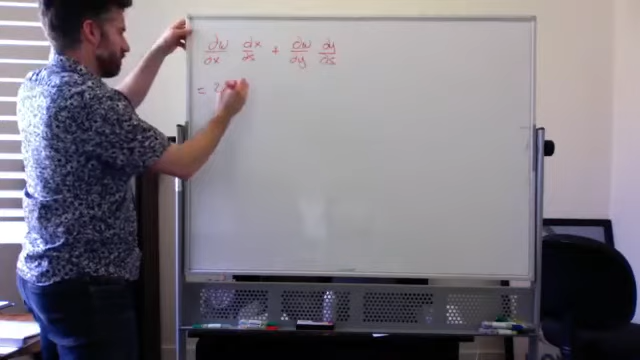 ∂w/∂x dx/ds + ∂w/∂y dy/ds
= 2